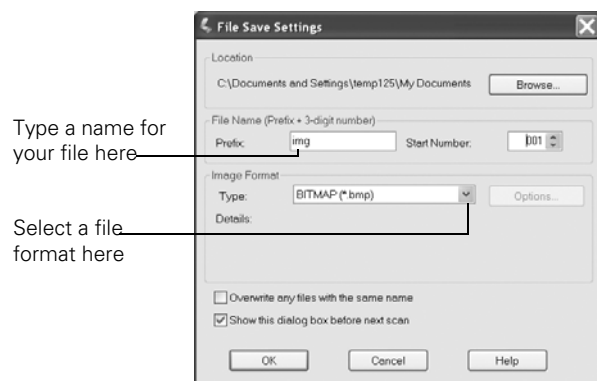 File Save Settings
Location
C:\Documents and Settings\temp125\My Documents
Browse...
Type a name for
your file here
File Name (Prefix + 3-digit number)
Prefix:
img
Start Number:
001
Image Format
Type:
BITMAP (*.bmp)
Options...
Details:
Select a file
format here
Overwrite any files with the same name
Show this dialog box before next scan
OK
Cancel
Help